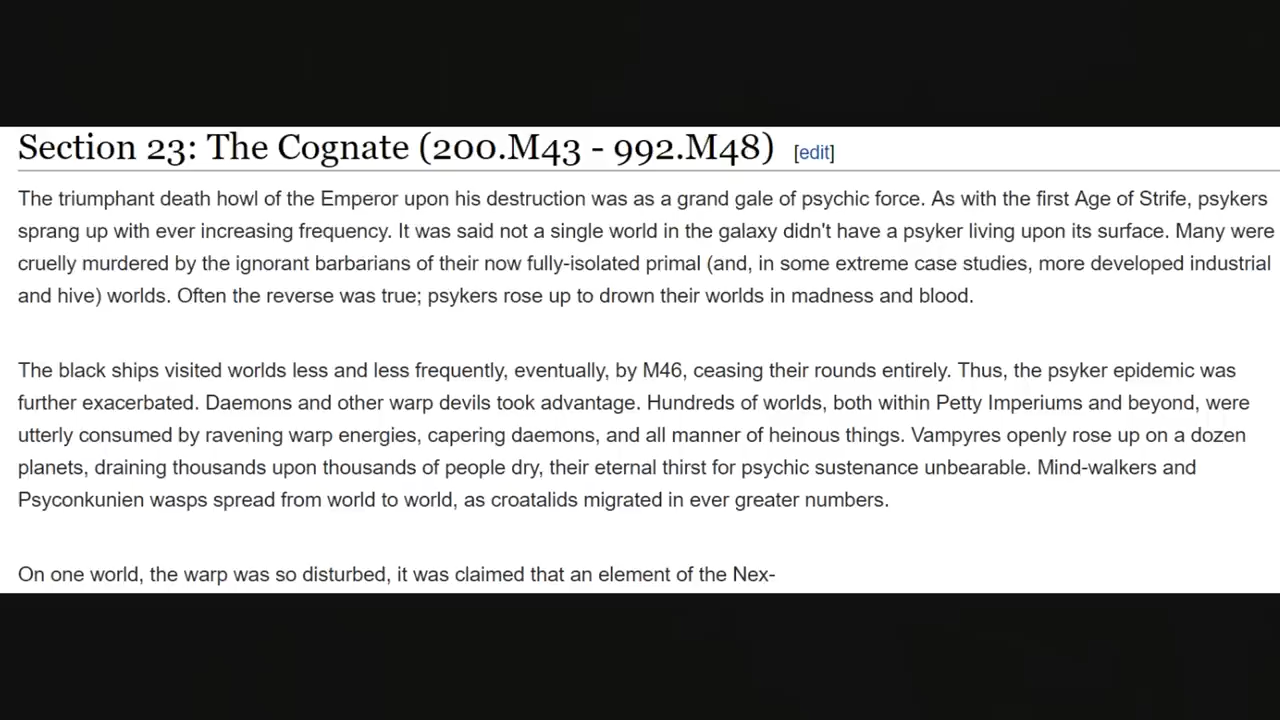 Section 23: The Cognate (200.M43 - 992.M48) [edit]
The triumphant death howl of the Emperor upon his destruction was as a grand gale of psychic force. As with the first Age of Strife, psykers
sprang up with ever increasing frequency. It was said not a single world in the galaxy didn't have a psyker living upon its surface. Many were
cruelly murdered by the ignorant barbarians of their now fully-isolated primal (and, in some extreme case studies, more developed industrial
and hive) worlds. Often the reverse was true; psykers rose up to drown their worlds in madness and blood.
The black ships visited worlds less and less frequently, eventually, by M46, ceasing their rounds entirely. Thus, the psyker epidemic was
further exacerbated. Daemons and other warp devils took advantage. Hundreds of worlds, both within Petty Imperiums and beyond, were
utterly consumed by ravening warp energies, capering daemons, and all manner of heinous things. Vampyres openly rose up on a dozen
planets, draining thousands upon thousands of people dry, their eternal thirst for psychic sustenance unbearable. Mind-walkers and
Psyconkunien wasps spread from world to world, as croatalids migrated in ever greater numbers.
On one world, the warp was so disturbed, it was claimed that an element of the Nex-